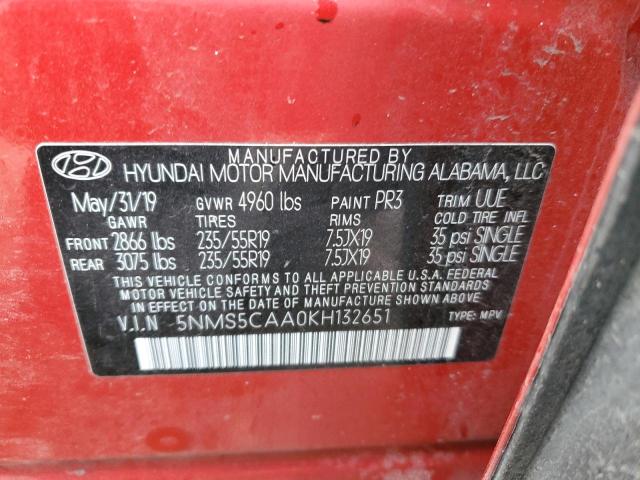 MANUFACTURED BY
HYUNDAI MOTOR MANUFACTURING ALABAMA, LLC
May/31/19 GVWR 4960 lbs PAINT PR3 TRIM UUE
GAWR TIRES RIMS COLD TIRE INFL
FRONT 2866 lbs 235/55R19 7.5JX19 35 psi SINGLE
REAR 3075 lbs 235/55R19 7.5JX19 35 psi SINGLE
THIS VEHICLE CONFORMS TO ALL APPLICABLE U.S.A. FEDERAL
MOTOR VEHICLE SAFETY AND THEFT PREVENTION STANDARDS
IN EFFECT ON THE DATE OF MANUFACTURE SHOWN ABOVE.
V.I.N 5NMS5CAA0KH132651 TYPE: MPV